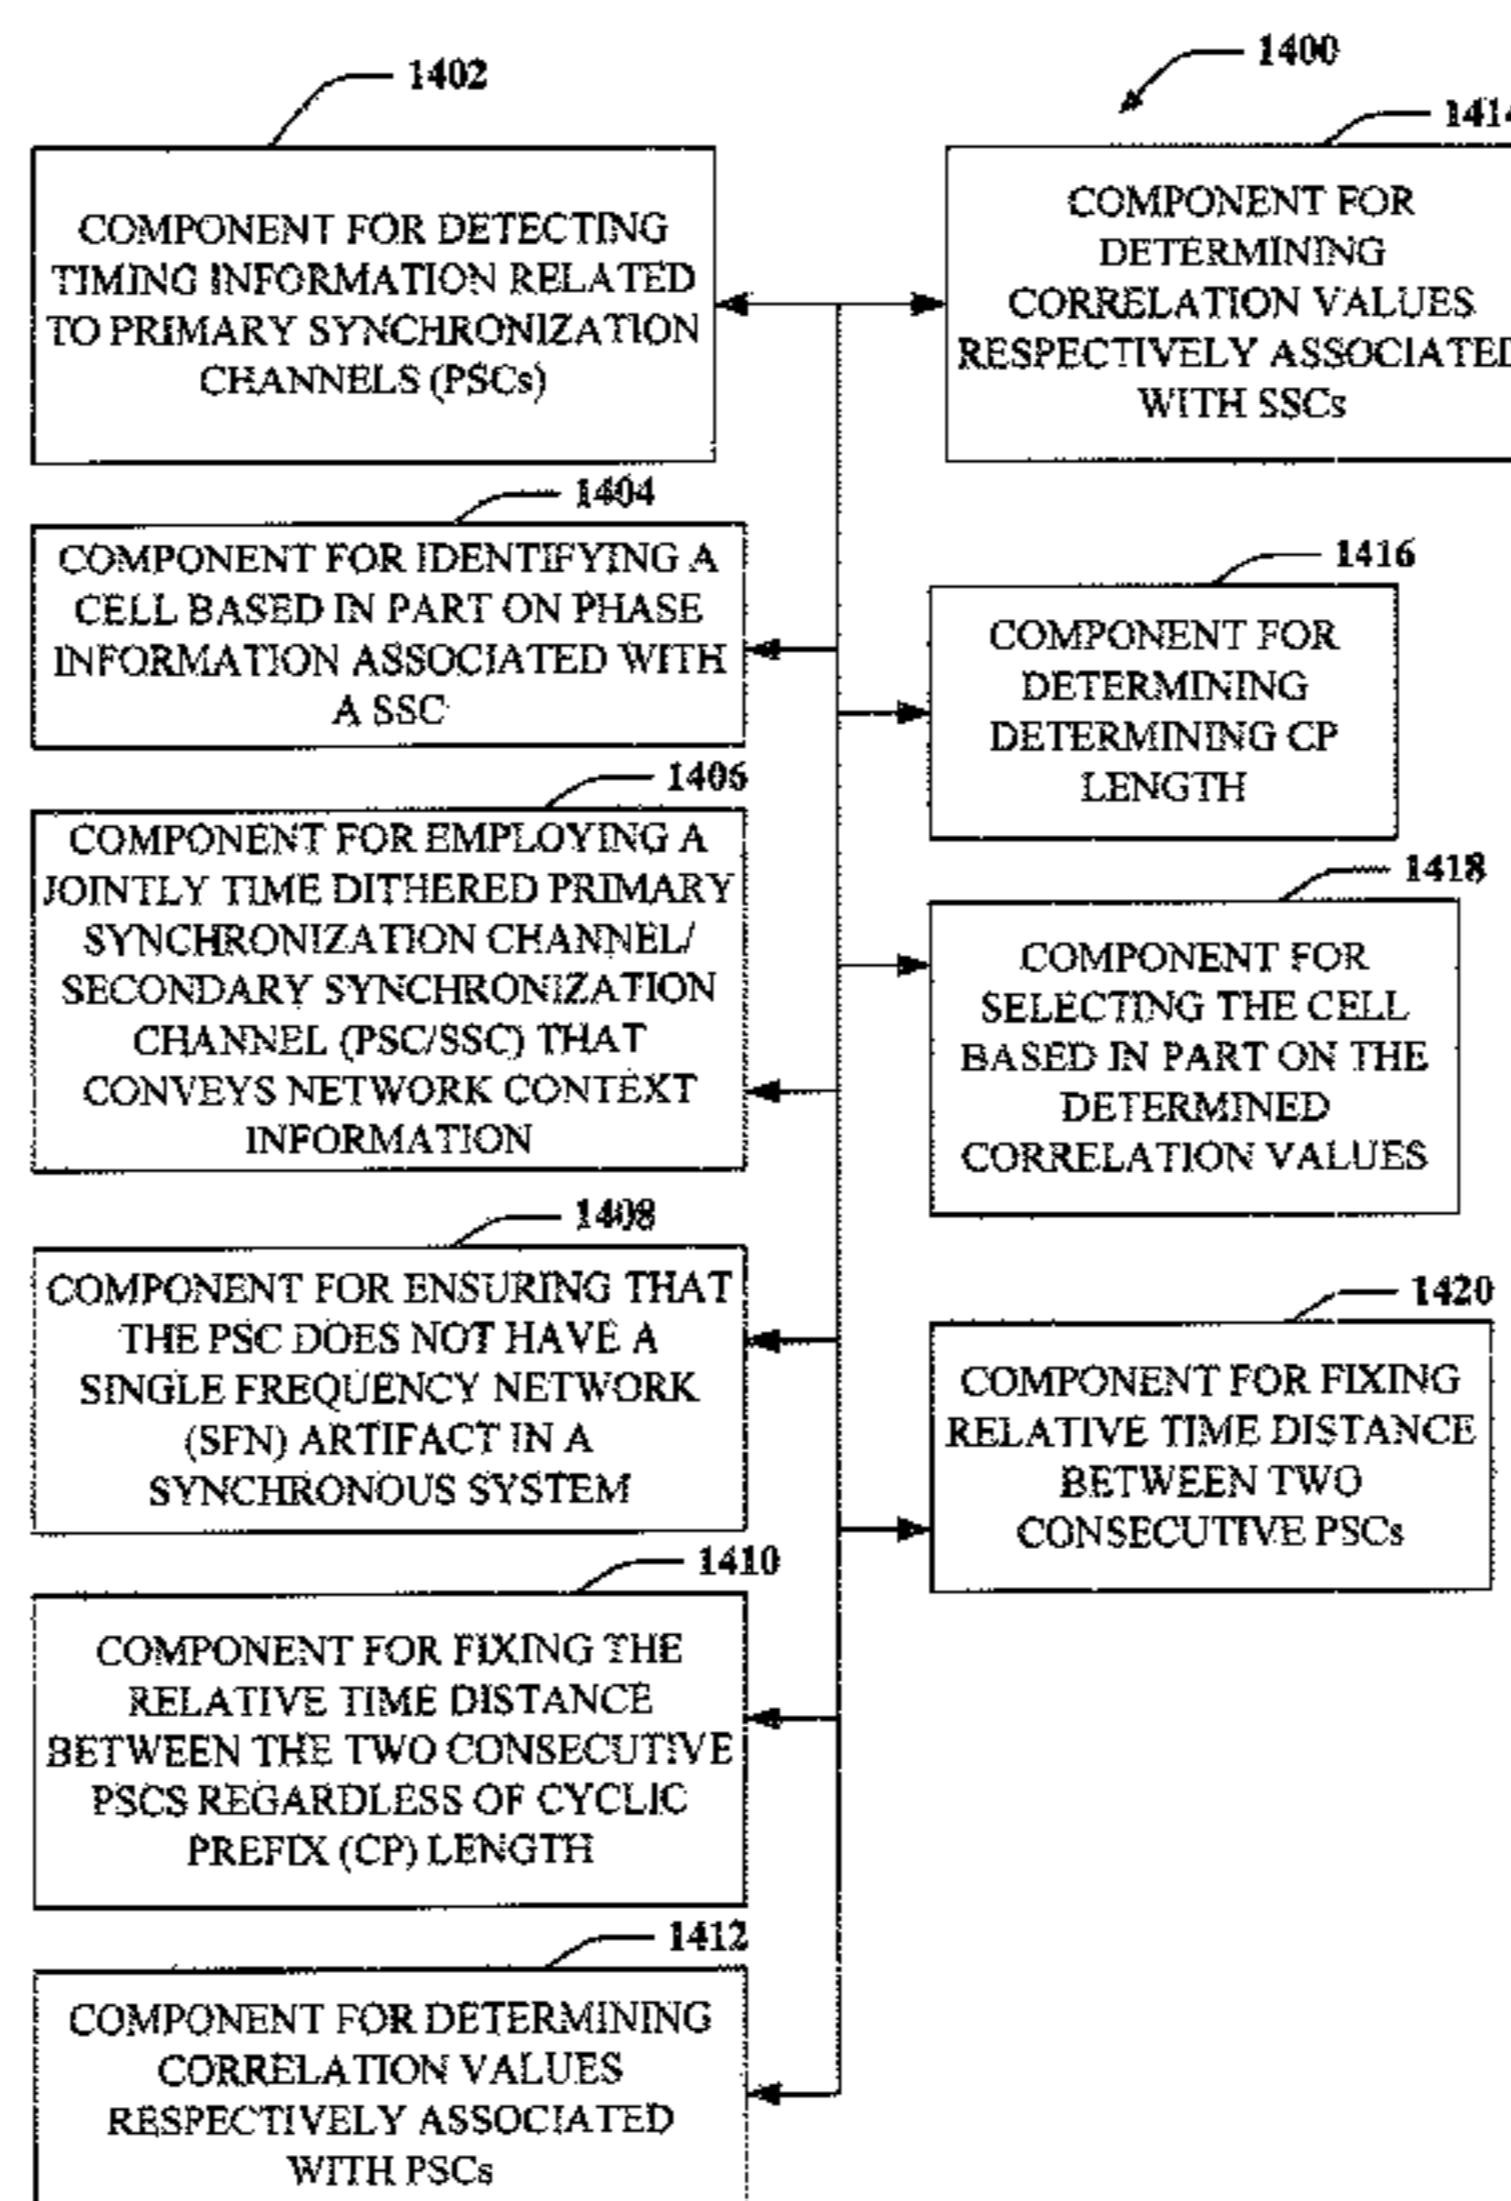 1400
1402
COMPONENT FOR DETECTING
TIMING INFORMATION RELATED
TO PRIMARY SYNCHRONIZATION
CHANNELS (PSCs)
1404
COMPONENT FOR IDENTIFYING A
CELL BASED IN PART ON PHASE
INFORMATION ASSOCIATED WITH
A SSC
1406
COMPONENT FOR EMPLOYING A
JOINTLY TIME DITHERED PRIMARY
SYNCHRONIZATION CHANNEL/
SECONDARY SYNCHRONIZATION
CHANNEL (PSC/SSC) THAT
CONVEYS NETWORK CONTEXT
INFORMATION
1408
COMPONENT FOR ENSURING THAT
THE PSC DOES NOT HAVE A
SINGLE FREQUENCY NETWORK
(SFN) ARTIFACT IN A
SYNCHRONOUS SYSTEM
1410
COMPONENT FOR FIXING THE
RELATIVE TIME DISTANCE
BETWEEN THE TWO CONSECUTIVE
PSCS REGARDLESS OF CYCLIC
PREFIX (CP) LENGTH
1412
COMPONENT FOR DETERMINING
CORRELATION VALUES
RESPECTIVELY ASSOCIATED
WITH PSCs
1414
COMPONENT FOR
DETERMINING
CORRELATION VALUES
RESPECTIVELY ASSOCIATED
WITH SSCs
1416
COMPONENT FOR
DETERMINING
DETERMINING CP
LENGTH
1418
COMPONENT FOR
SELECTING THE CELL
BASED IN PART ON THE
DETERMINED
CORRELATION VALUES
1420
COMPONENT FOR FIXING
RELATIVE TIME DISTANCE
BETWEEN TWO
CONSECUTIVE PSCs